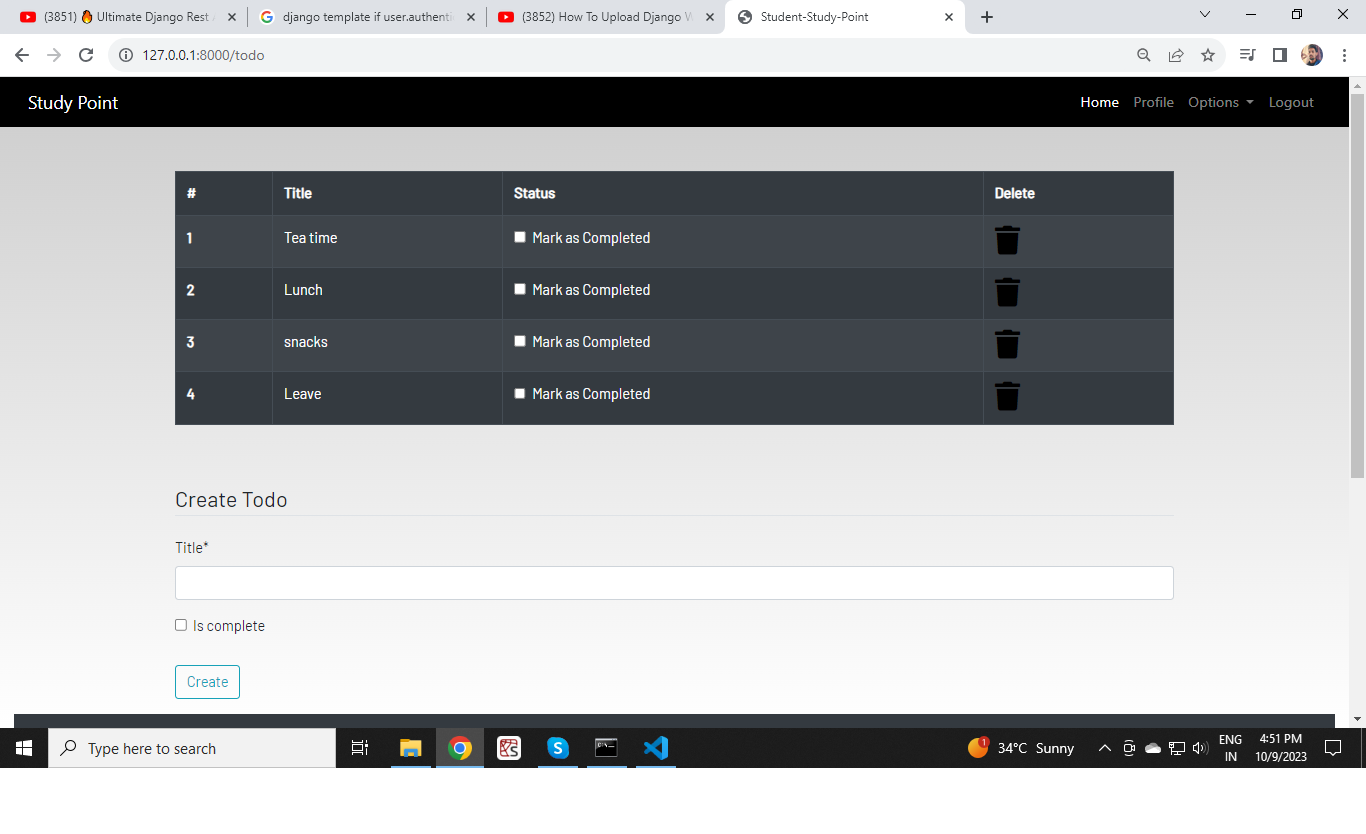 (3851) 🔥 Ultimate Django Rest
django template if user.authenti
(3852) How To Upload Django W
Student-Study-Point
127.0.0.1:8000/todo
Study Point
Home Profile Options Logout
# Title Status Delete
1 Tea time Mark as Completed
2 Lunch Mark as Completed
3 snacks Mark as Completed
4 Leave Mark as Completed
Create Todo
Title*
Is complete
Create
Type here to search
1
34°C Sunny
ENG
IN
4:51 PM
10/9/2023